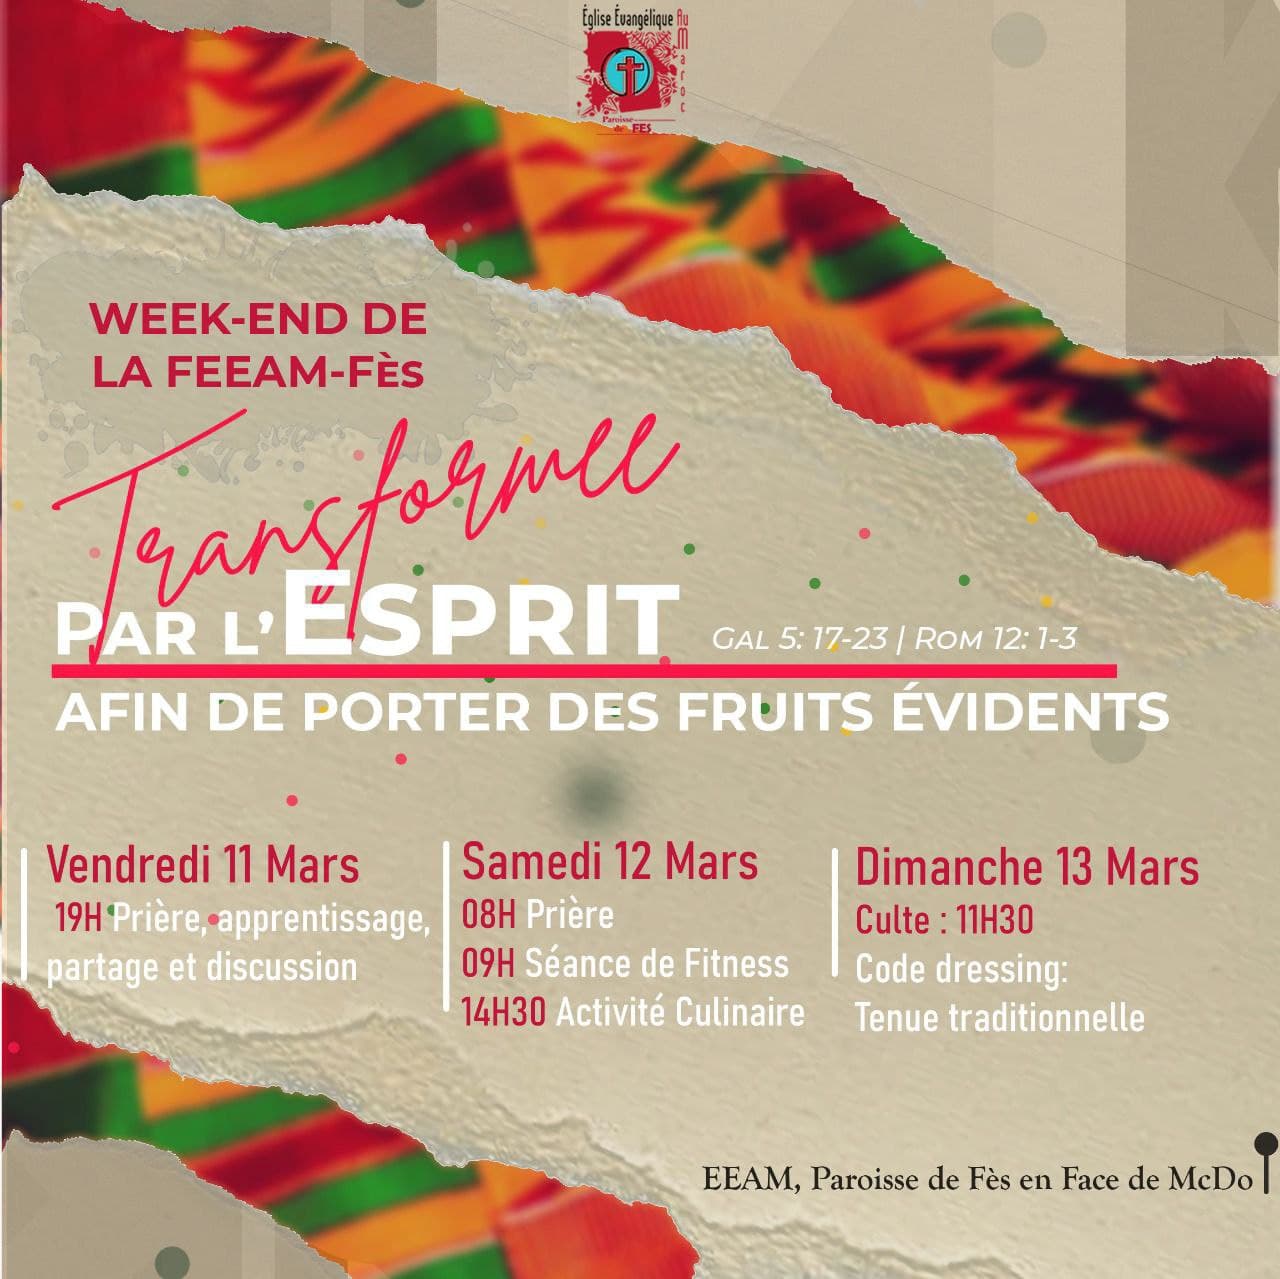 Église Évangélique Au
Maroc
Paroisse
de FES
WEEK-END DE
LA FEEAM-Fès
Transformee
PAR L'ESPRIT
GAL 5: 17-23 | ROM 12: 1-3
AFIN DE PORTER DES FRUITS ÉVIDENTS
Vendredi 11 Mars
19H Prière, apprentissage,
partage et discussion
Samedi 12 Mars
08H Prière
09H Séance de Fitness
14H30 Activité Culinaire
Dimanche 13 Mars
Culte : 11H30
Code dressing:
Tenue traditionnelle
EEAM, Paroisse de Fès en Face de McDo